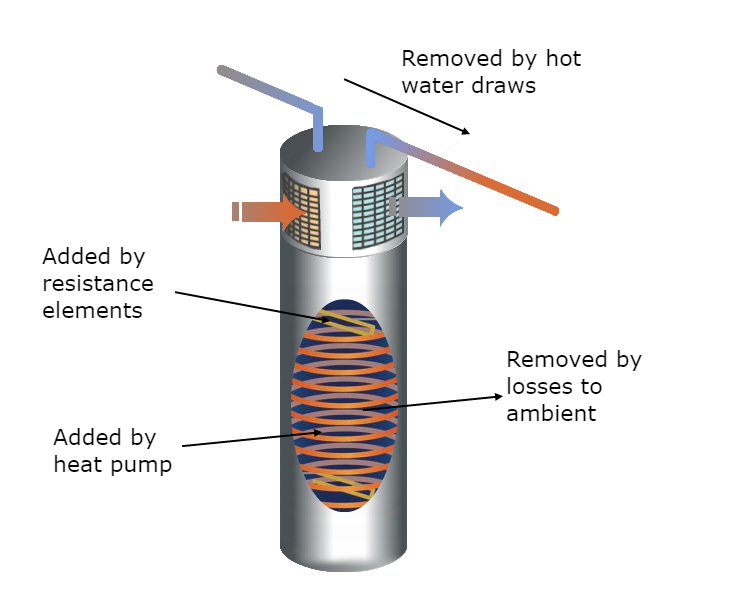 Removed by hot
water draws
Added by
resistance
elements
Removed by
losses to
ambient
Added by
heat pump